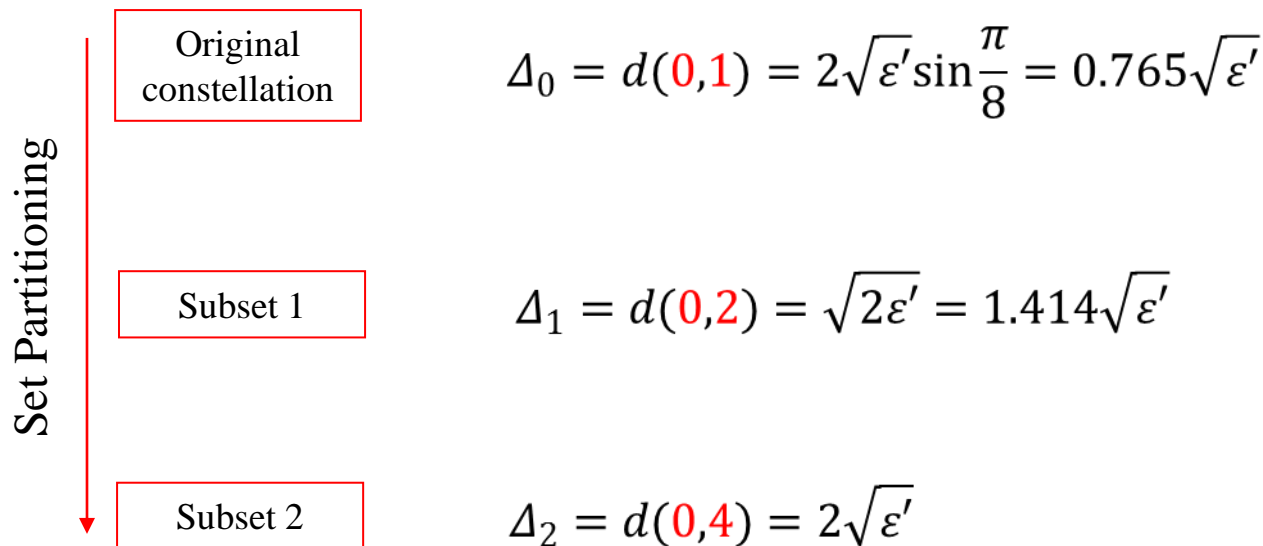 Set Partitioning
Original
constellation
Δ₀ = d(0,1) = 2√ε′ sin π/8 = 0.765√ε′
Subset 1
Δ₁ = d(0,2) = √2ε′ = 1.414√ε′
Subset 2
Δ₂ = d(0,4) = 2√ε′